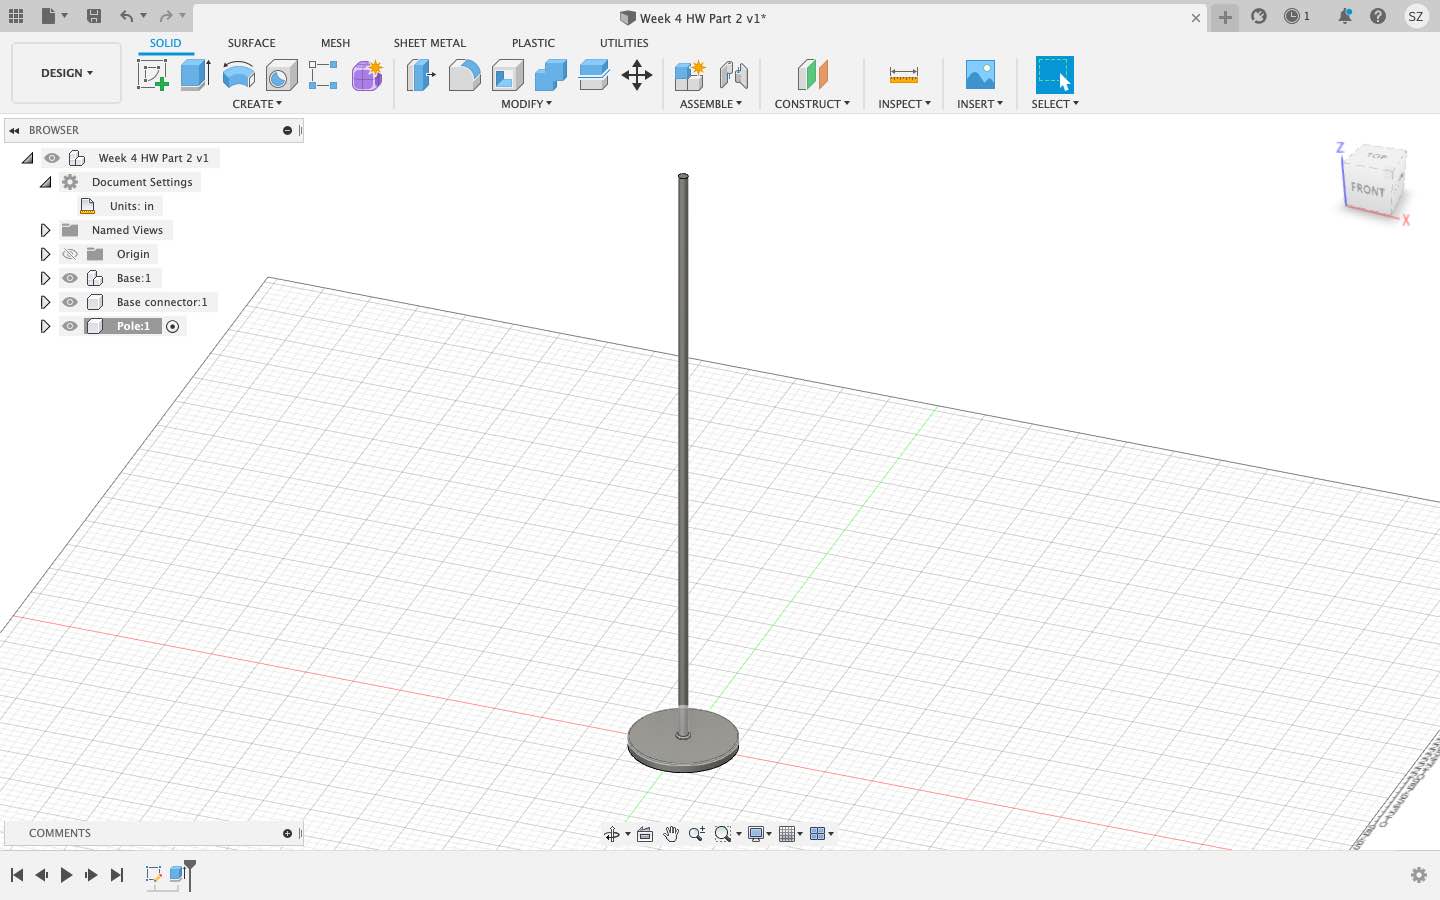 Week 4 HW Part 2 v1*
1
SZ
DESIGN
SOLID
SURFACE
MESH
SHEET METAL
PLASTIC
UTILITIES
CREATE
MODIFY
ASSEMBLE
CONSTRUCT
INSPECT
INSERT
SELECT
BROWSER
Week 4 HW Part 2 v1
Document Settings
Units: in
Named Views
Origin
Base:1
Base connector:1
Pole:1
Z
TOP
FRONT
X
COMMENTS